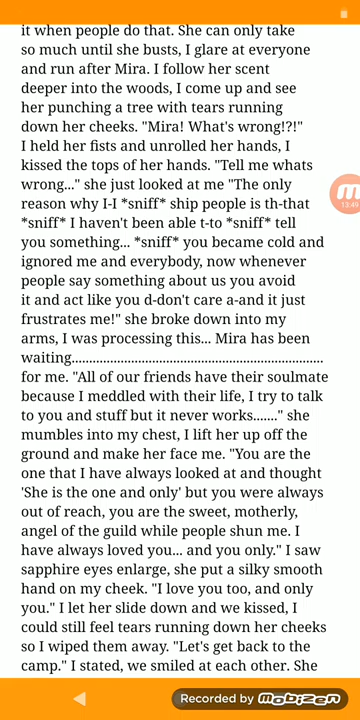 it when people do that. She can only take
so much until she busts, I glare at everyone
and run after Mira. I follow her scent
deeper into the woods, I come up and see
her punching a tree with tears running
down her cheeks. "Mira! What's wrong!?!"
I held her fists and unrolled her hands, I
kissed the tops of her hands. "Tell me whats
wrong..." she just looked at me "The only
reason why I-I *sniff* ship people is th-that
*sniff* I haven't been able t-to *sniff* tell
you something... *sniff* you became cold and
ignored me and everybody, now whenever
people say something about us you avoid
it and act like you d-don't care a-and it just
frustrates me!" she broke down into my
arms, I was processing this... Mira has been
waiting........................................................................
for me. "All of our friends have their soulmate
because I meddled with their life, I try to talk
to you and stuff but it never works......." she
mumbles into my chest, I lift her up off the
ground and make her face me. "You are the
one that I have always looked at and thought
'She is the one and only' but you were always
out of reach, you are the sweet, motherly,
angel of the guild while people shun me. I
have always loved you... and you only." I saw
sapphire eyes enlarge, she put a silky smooth
hand on my cheek. "I love you too, and only
you." I let her slide down and we kissed, I
could still feel tears running down her cheeks
so I wiped them away. "Let's get back to the
camp." I stated, we smiled at each other. She
13:49
Recorded by mobizen